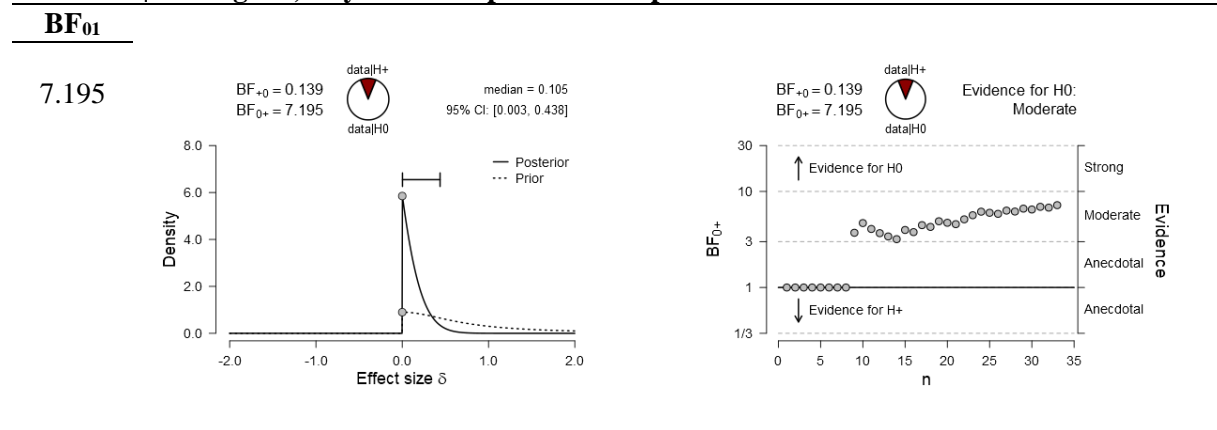 BF01
7.195
data|H+
BF+0 = 0.139
BF0+ = 7.195
data|H0
median = 0.105
95% CI: [0.003, 0.438]
Posterior
Prior
Density
8.0
6.0
4.0
2.0
0.0
-2.0 -1.0 0.0 1.0 2.0
Effect size δ
data|H+
BF+0 = 0.139
BF0+ = 7.195
data|H0
Evidence for H0:
Moderate
BF0+
30
10
3
1
1/3
Evidence for H0
Evidence for H+
Strong
Moderate
Anecdotal
Anecdotal
Evidence
0 5 10 15 20 25 30 35
n